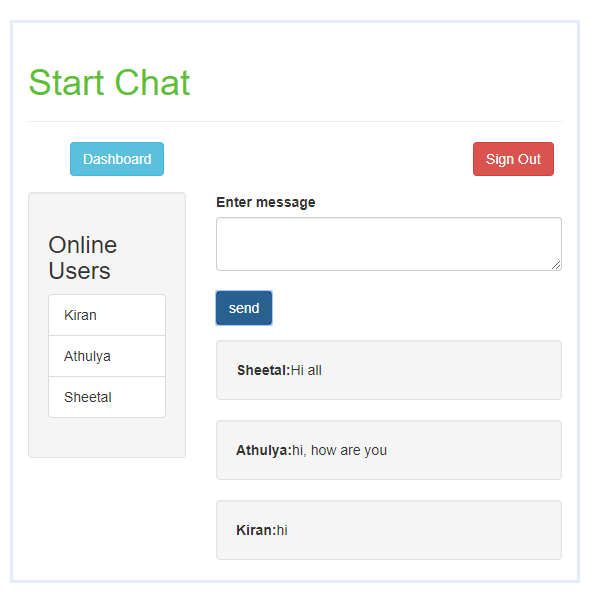 Start Chat
Dashboard
Sign Out
Online
Users
Kiran
Athulya
Sheetal
Enter message
send
Sheetal:Hi all
Athulya:hi, how are you
Kiran:hi